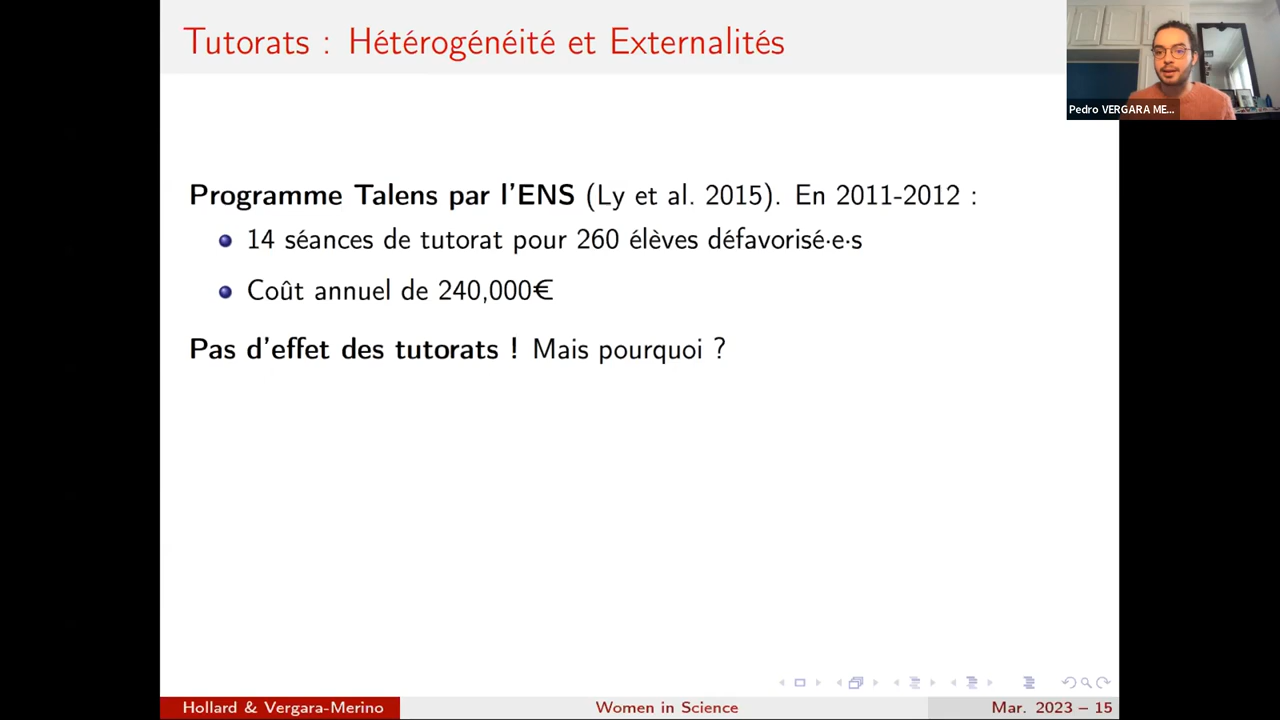 Tutorats : Hétérogénéité et Externalités
Pedro VERGARA ME...
Programme Talens par l'ENS (Ly et al. 2015). En 2011-2012 :
14 séances de tutorat pour 260 élèves défavorisé·e·s
Coût annuel de 240,000€
Pas d'effet des tutorats ! Mais pourquoi ?
Hollard & Vergara-Merino
Women in Science
Mar. 2023 – 15